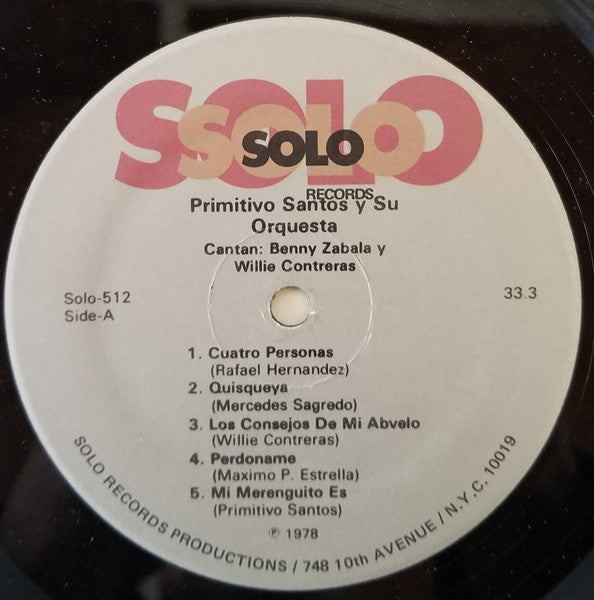 SOLO
SOLO
SOLO
RECORDS
Primitivo Santos y Su
Orquesta
Cantan: Benny Zabala y
Willie Contreras
Solo-512
Side-A
33.3
1. Cuatro Personas
(Rafael Hernandez)
2. Quisqueya
(Mercedes Sagredo)
3. Los Consejos De Mi Abvelo
(Willie Contreras)
4. Perdoname
(Maximo P. Estrella)
5. Mi Merenguito Es
(Primitivo Santos)
℗ 1978
SOLO RECORDS PRODUCTIONS / 748 10th AVENUE / N.Y.C. 10019